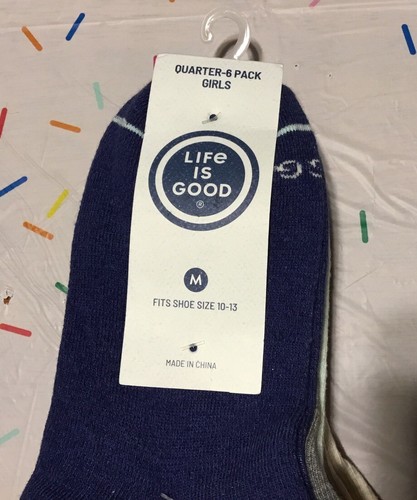 QUARTER-6 PACK
GIRLS
LIFe
IS
GOOD
®
M
FITS SHOE SIZE 10-13
MADE IN CHINA